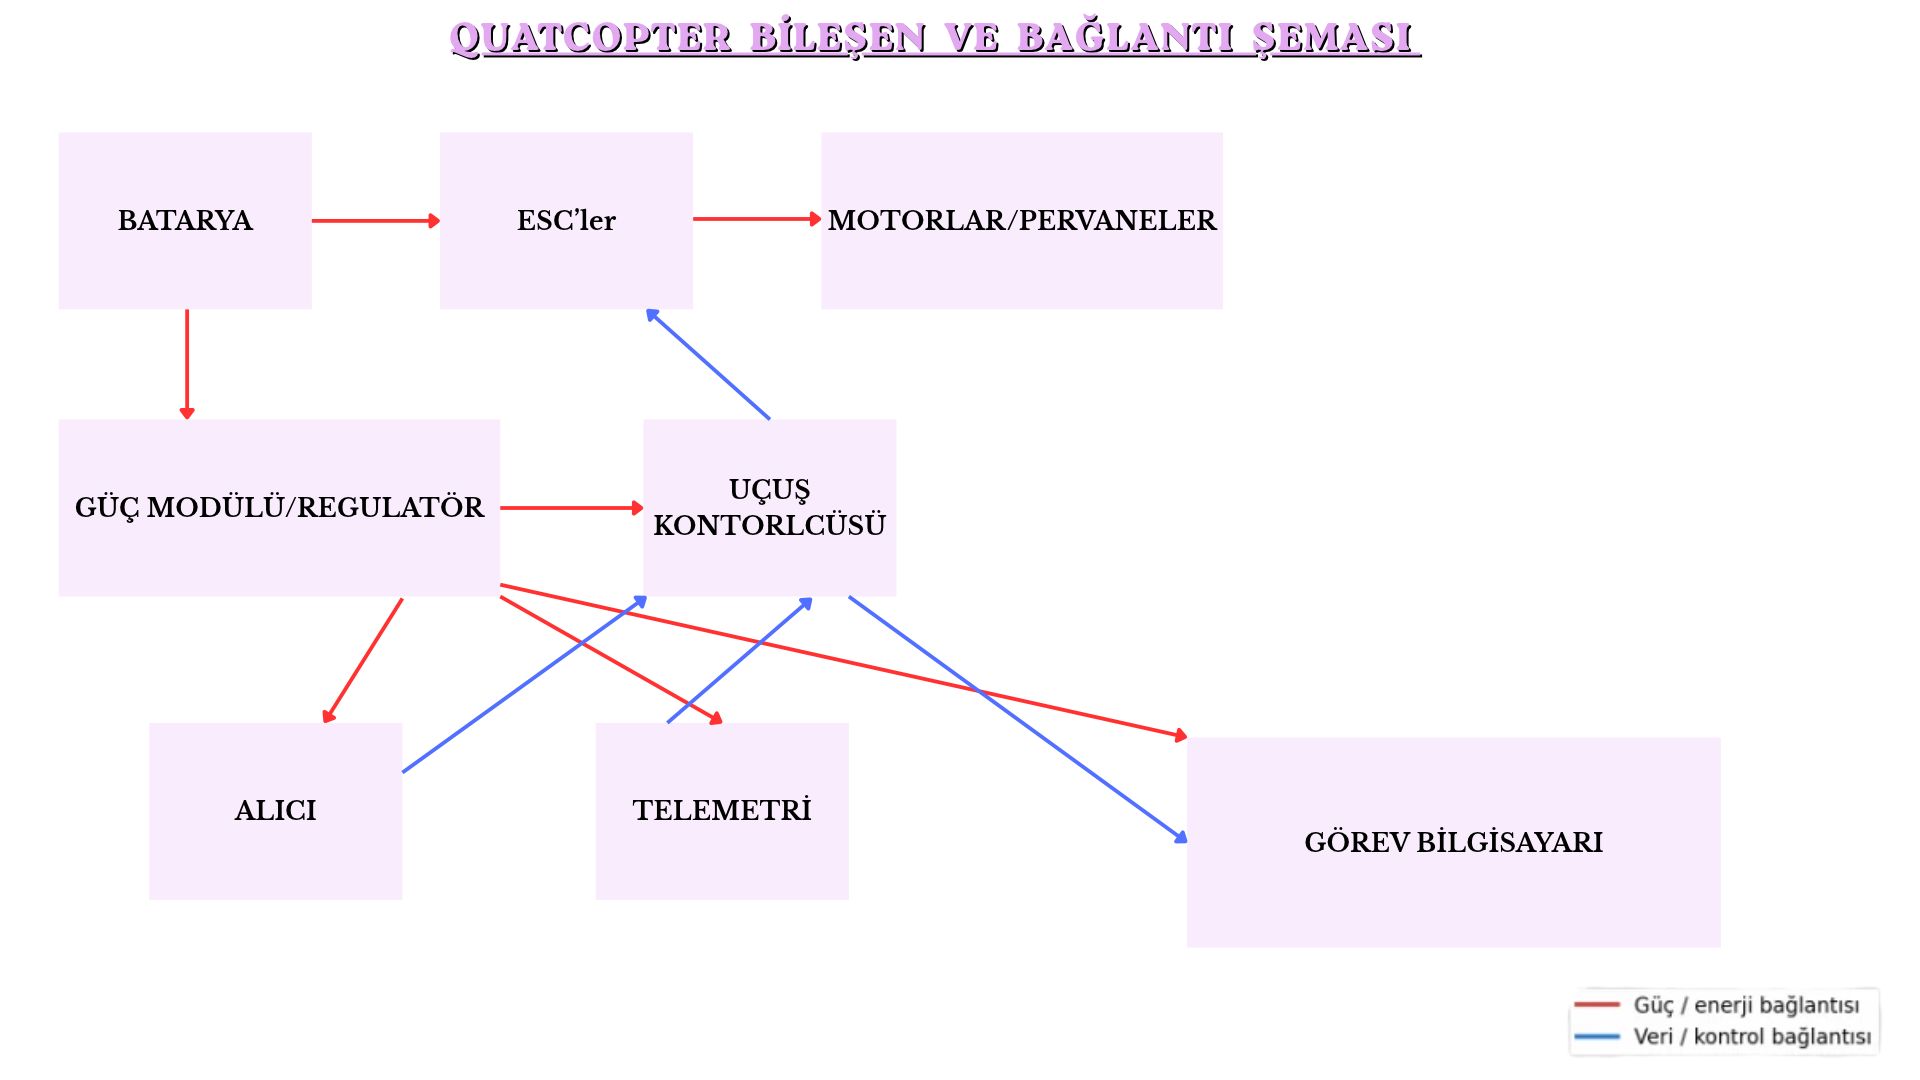 QUATCOPTER BİLEŞEN VE BAĞLANTI ŞEMASI
BATARYA
ESC’ler
MOTORLAR/PERVANELER
GÜÇ MODÜLÜ/REGULATÖR
UÇUŞ
KONTORLCÜSÜ
ALICI
TELEMETRİ
GÖREV BİLGİSAYARI
Güç / enerji bağlantısı
Veri / kontrol bağlantısı